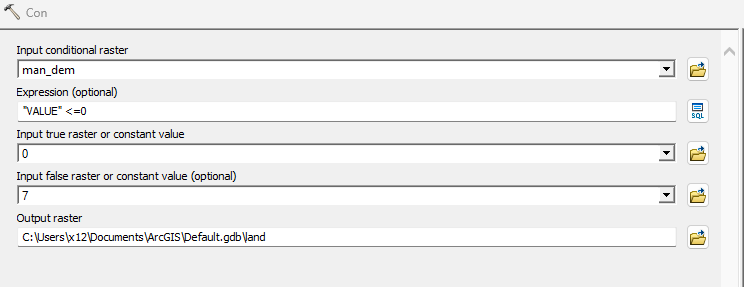 Con
Input conditional raster
man_dem
Expression (optional)
"VALUE" <=0
SQL
Input true raster or constant value
0
Input false raster or constant value (optional)
7
Output raster
C:\Users\x12\Documents\ArcGIS\Default.gdb\land